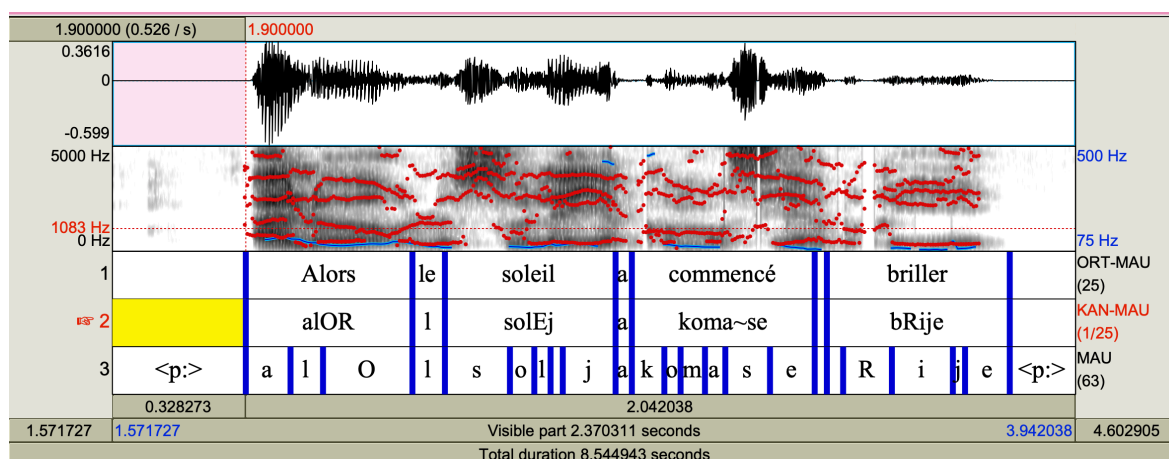 1.900000 (0.526 / s) 1.900000
0.3616
0
-0.599
5000 Hz 500 Hz
1083 Hz
0 Hz 75 Hz
1 Alors le soleil a commencé briller ORT-MAU (25)
2 alOR l solEj a koma~se bRije KAN-MAU (1/25)
3 <p:> a l O l s o l j a k o m a s e R i j e <p:> MAU (63)
0.328273 2.042038
1.571727 1.571727 Visible part 2.370311 seconds 3.942038 4.602905
Total duration 8.544943 seconds